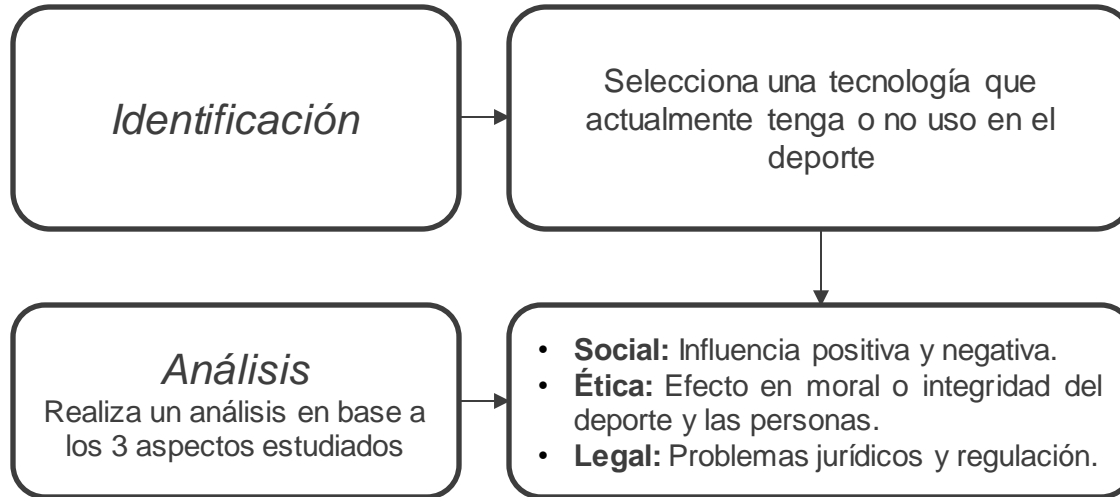 Identificación
Selecciona una tecnología que
actualmente tenga o no uso en el
deporte
Análisis
Realiza un análisis en base a
los 3 aspectos estudiados
• Social: Influencia positiva y negativa.
• Ética: Efecto en moral o integridad del
deporte y las personas.
• Legal: Problemas jurídicos y regulación.